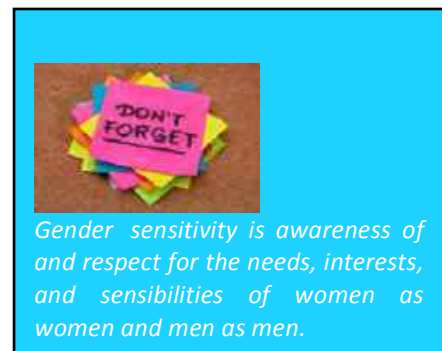 DON'T
FORGET
Gender sensitivity is awareness of
and respect for the needs, interests,
and sensibilities of women as
women and men as men.